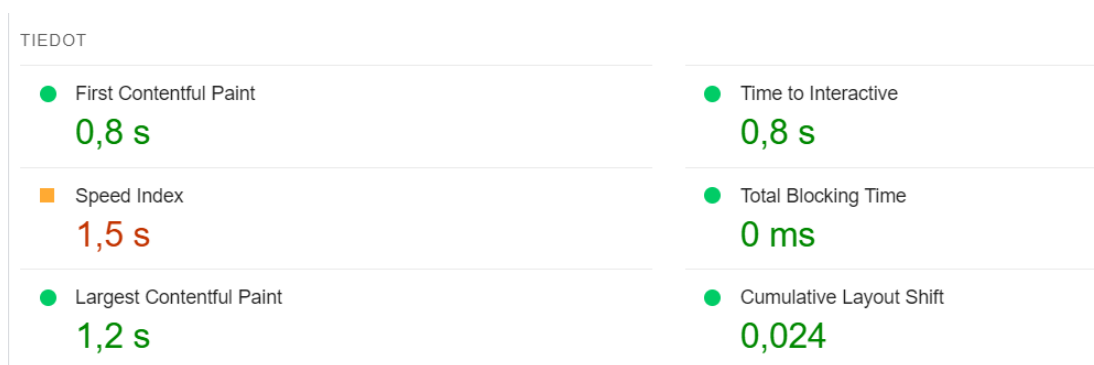 TIEDOT
First Contentful Paint
0,8 s
Time to Interactive
0,8 s
Speed Index
1,5 s
Total Blocking Time
0 ms
Largest Contentful Paint
1,2 s
Cumulative Layout Shift
0,024